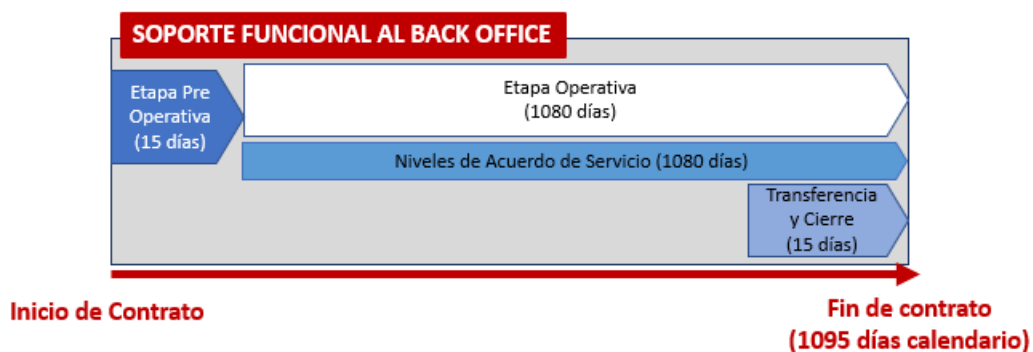 SOPORTE FUNCIONAL AL BACK OFFICE
Etapa Pre
Operativa
(15 días)
Etapa Operativa
(1080 días)
Niveles de Acuerdo de Servicio (1080 días)
Transferencia
y Cierre
(15 días)
Inicio de Contrato
Fin de contrato
(1095 días calendario)